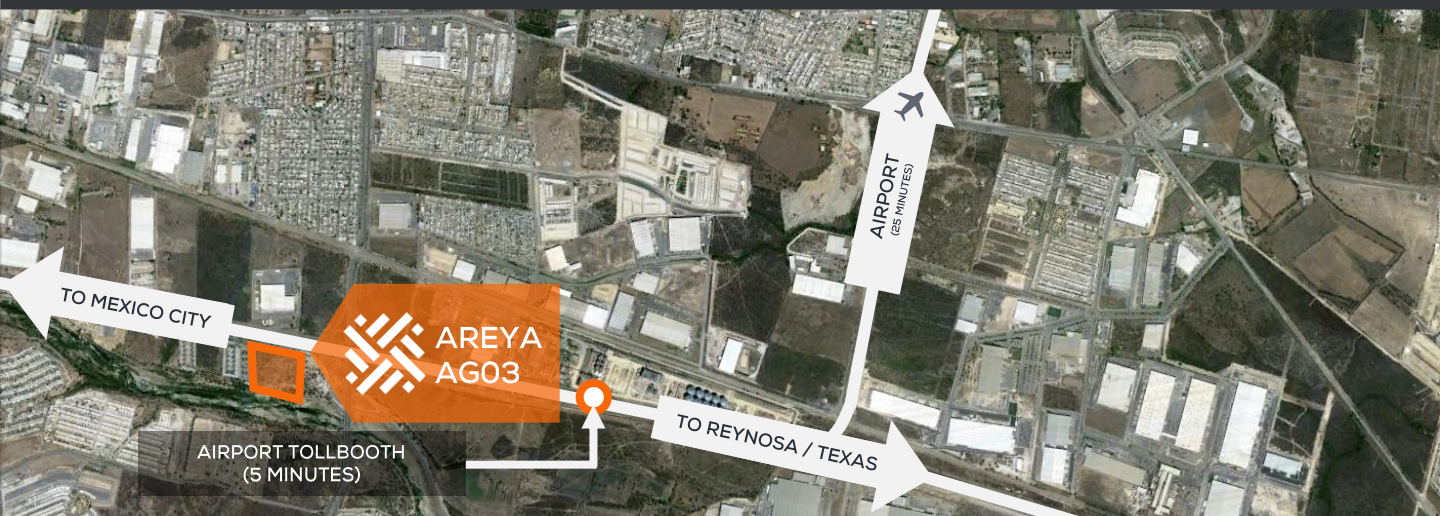 AIRPORT
(25 MINUTES)
TO MEXICO CITY
AREYA
AG03
TO REYNOSA / TEXAS
AIRPORT TOLLBOOTH
(5 MINUTES)